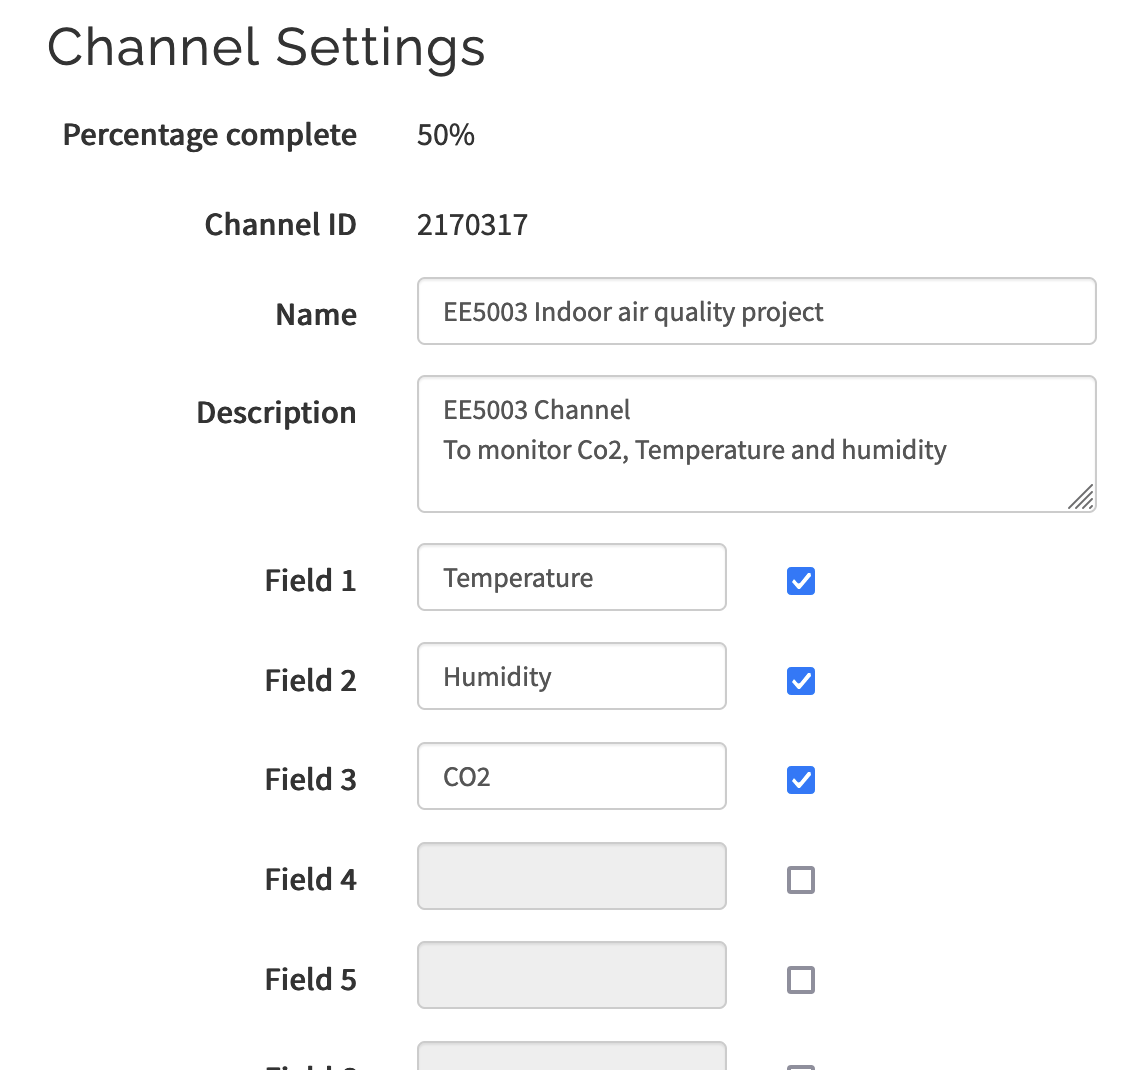 Channel Settings
Percentage complete 50%
Channel ID 2170317
Name EE5003 Indoor air quality project
Description EE5003 Channel
To monitor Co2, Temperature and humidity
Field 1 Temperature
Field 2 Humidity
Field 3 CO2
Field 4
Field 5